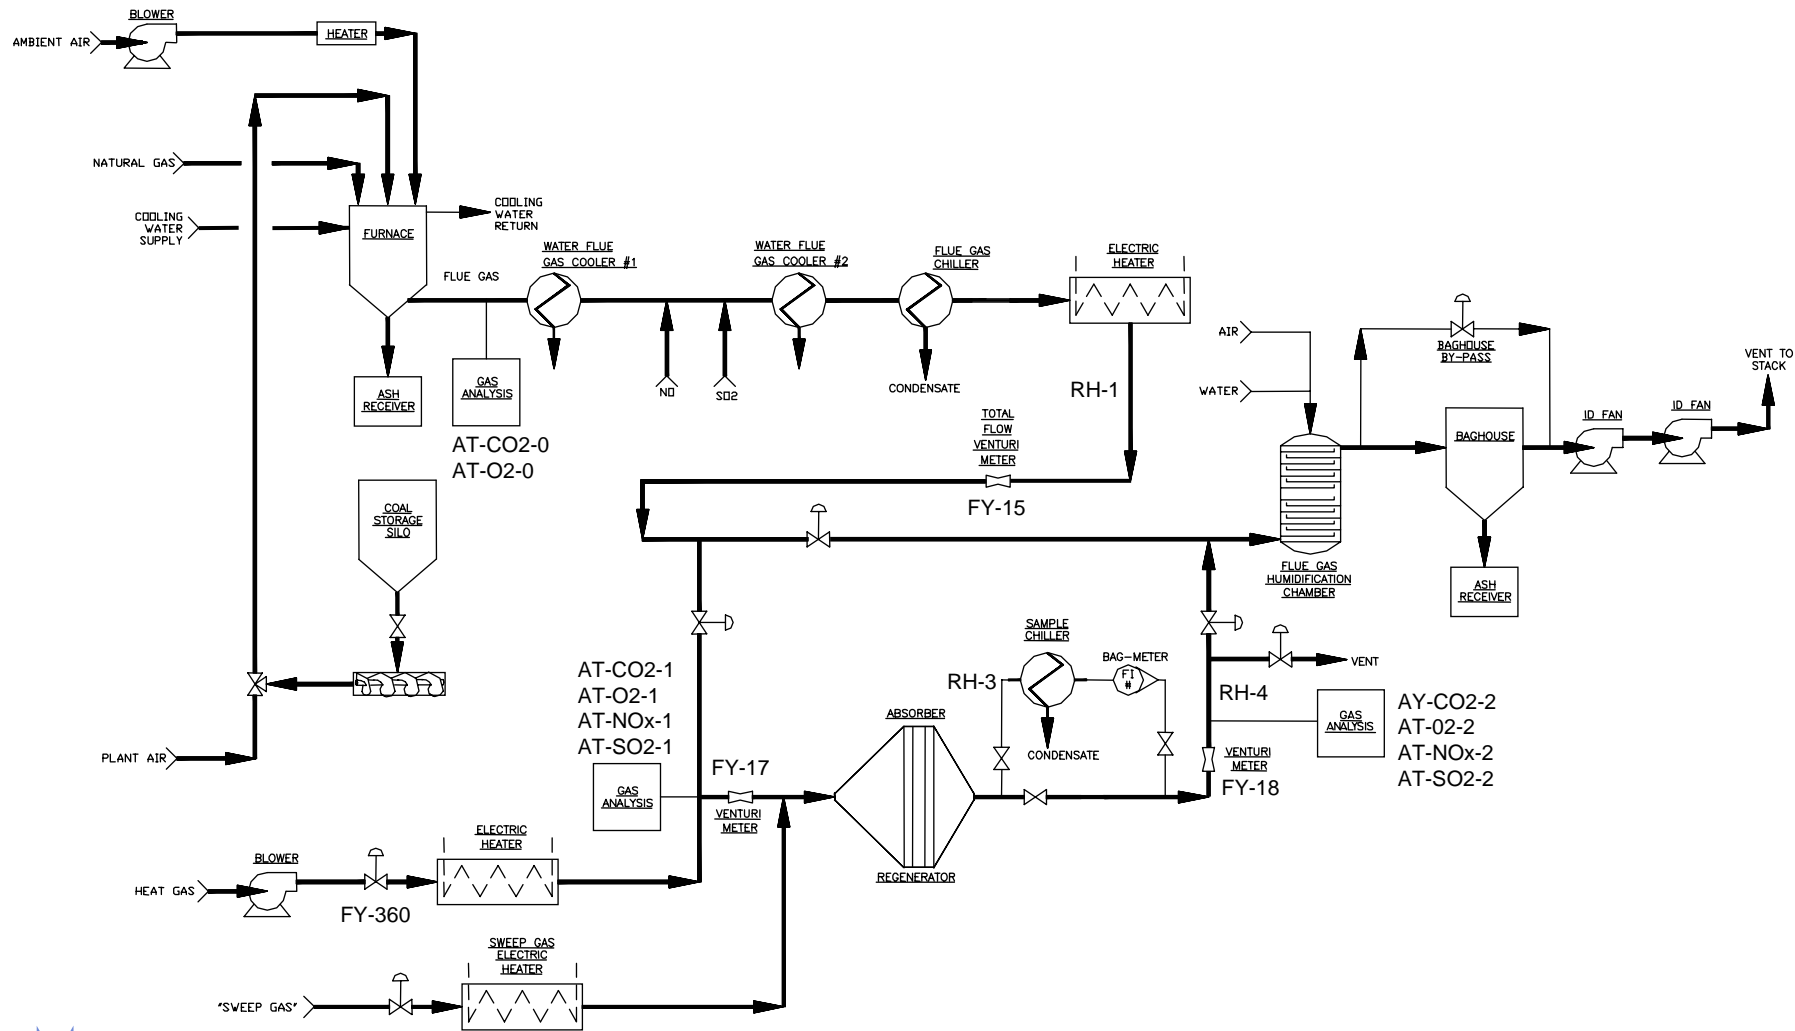 BLOWER
HEATER
AMBIENT AIR
NATURAL GAS
COOLING
WATER
SUPPLY
FURNACE
COOLING
WATER
RETURN
FLUE GAS
WATER FLUE
GAS COOLER #1
WATER FLUE
GAS COOLER #2
FLUE GAS
CHILLER
ELECTRIC
HEATER
ASH
RECEIVER
GAS
ANALYSIS
AT-CO2-0
AT-O2-0
NO
SO2
CONDENSATE
RH-1
TOTAL
FLOW
VENTURI
METER
FY-15
AIR
WATER
BAGHOUSE
BY-PASS
BAGHOUSE
ID FAN
ID FAN
VENT TO
STACK
FLUE GAS
HUMIDIFICATION
CHAMBER
ASH
RECEIVER
COAL
STORAGE
SILO
PLANT AIR
AT-CO2-1
AT-O2-1
AT-NOx-1
AT-SO2-1
GAS
ANALYSIS
FY-17
VENTURI
METER
ABSORBER
REGENERATOR
RH-3
SAMPLE
CHILLER
CONDENSATE
BAG-METER
FI
#
VENT
RH-4
VENTURI
METER
FY-18
GAS
ANALYSIS
AY-CO2-2
AT-02-2
AT-NOx-2
AT-SO2-2
HEAT GAS
BLOWER
FY-360
ELECTRIC
HEATER
"SWEEP GAS"
SWEEP GAS
ELECTRIC
HEATER